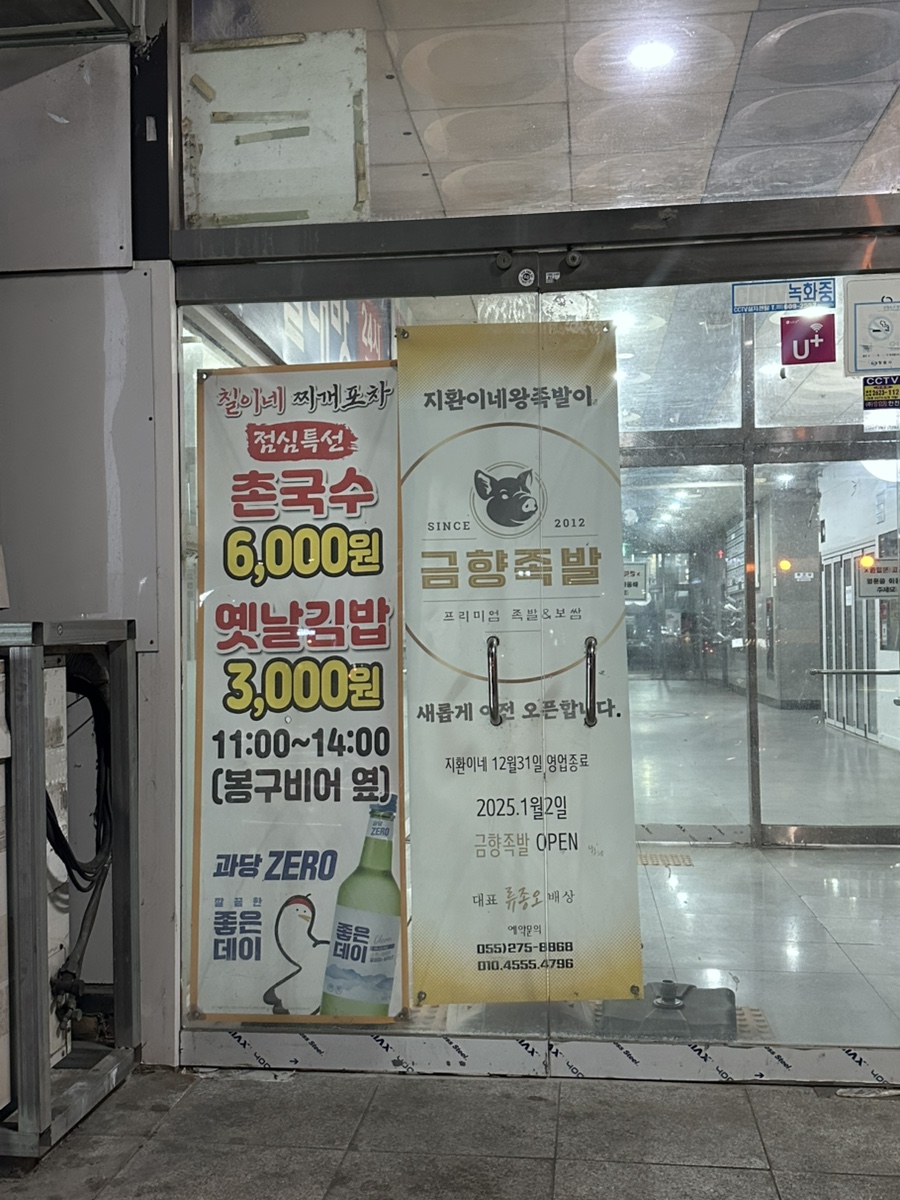 칠이네 찌개포차
점심특선
촌국수
6,000원
옛날김밥
3,000원
11:00~14:00
(봉구비어 옆)
과당 ZERO
깔끔한
좋은
데이
과당
ZERO
좋은
데이
지환이네왕족발이
SINCE 2012
금향족발
프리미엄 족발&보쌈
새롭게 이전 오픈합니다.
지환이네 12월31일 영업종료
2025.1월2일
금향족발 OPEN
대표 류종오 배상
예약문의
055)275-8868
010.4555.4796
24시
녹화중
U+
CCTV